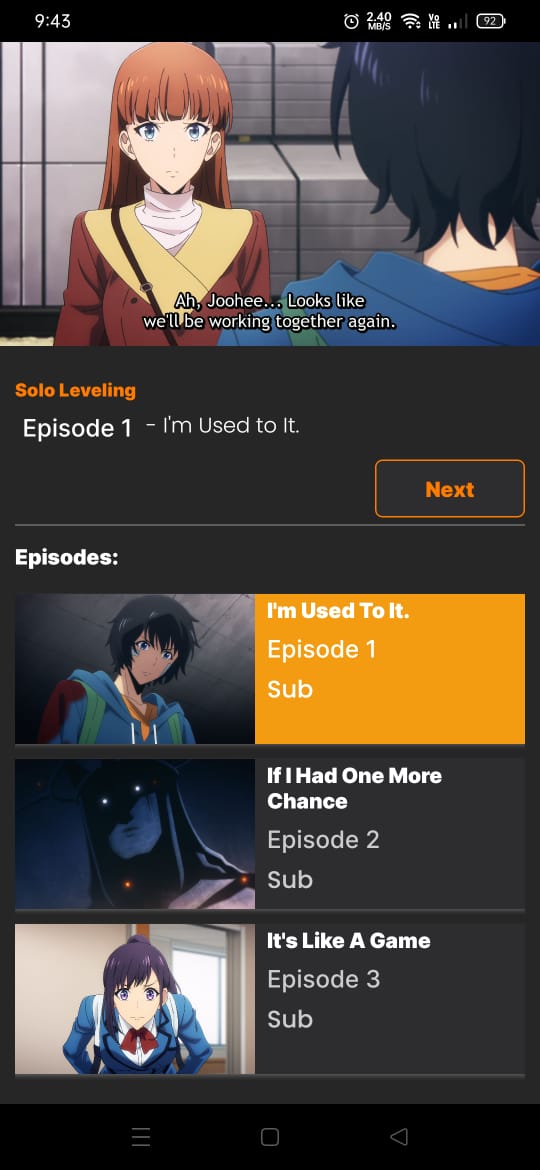 9:43
2.40
MB/S
Vo
LTE
92
Ah, Joohee... Looks like
we'll be working together again.
Solo Leveling
Episode 1 - I'm Used to It.
Next
Episodes:
I'm Used To It.
Episode 1
Sub
If I Had One More
Chance
Episode 2
Sub
It's Like A Game
Episode 3
Sub